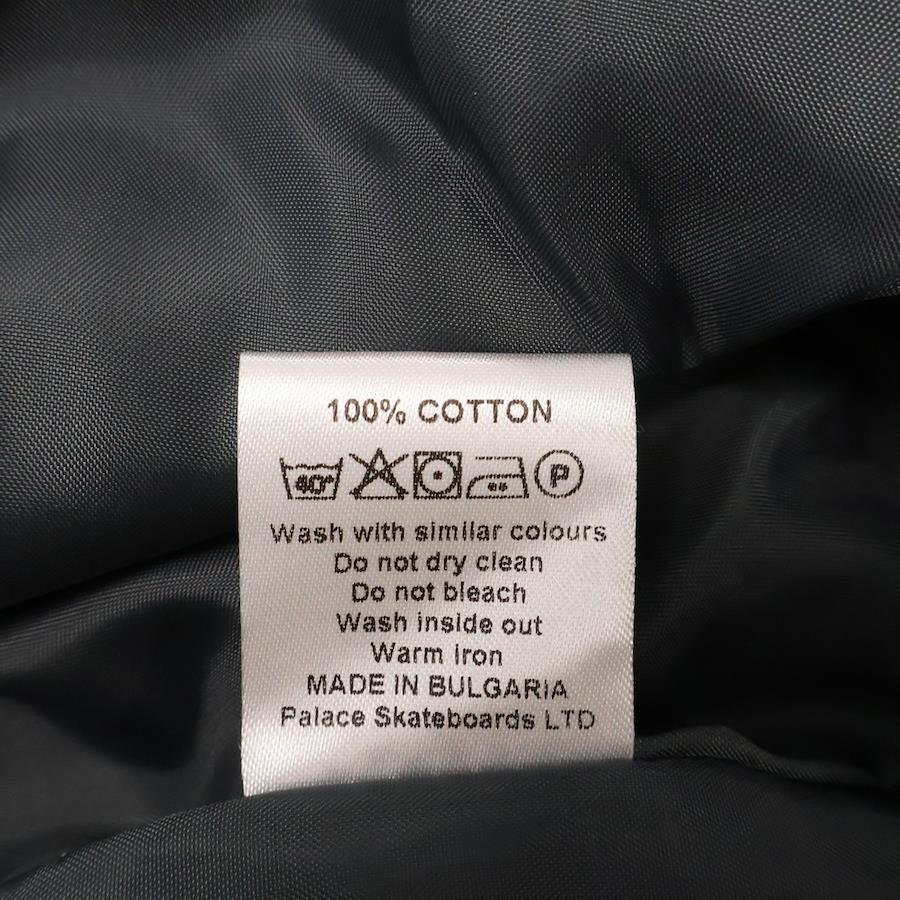 100% COTTON
40° P
Wash with similar colours
Do not dry clean
Do not bleach
Wash inside out
Warm iron
MADE IN BULGARIA
Palace Skateboards LTD